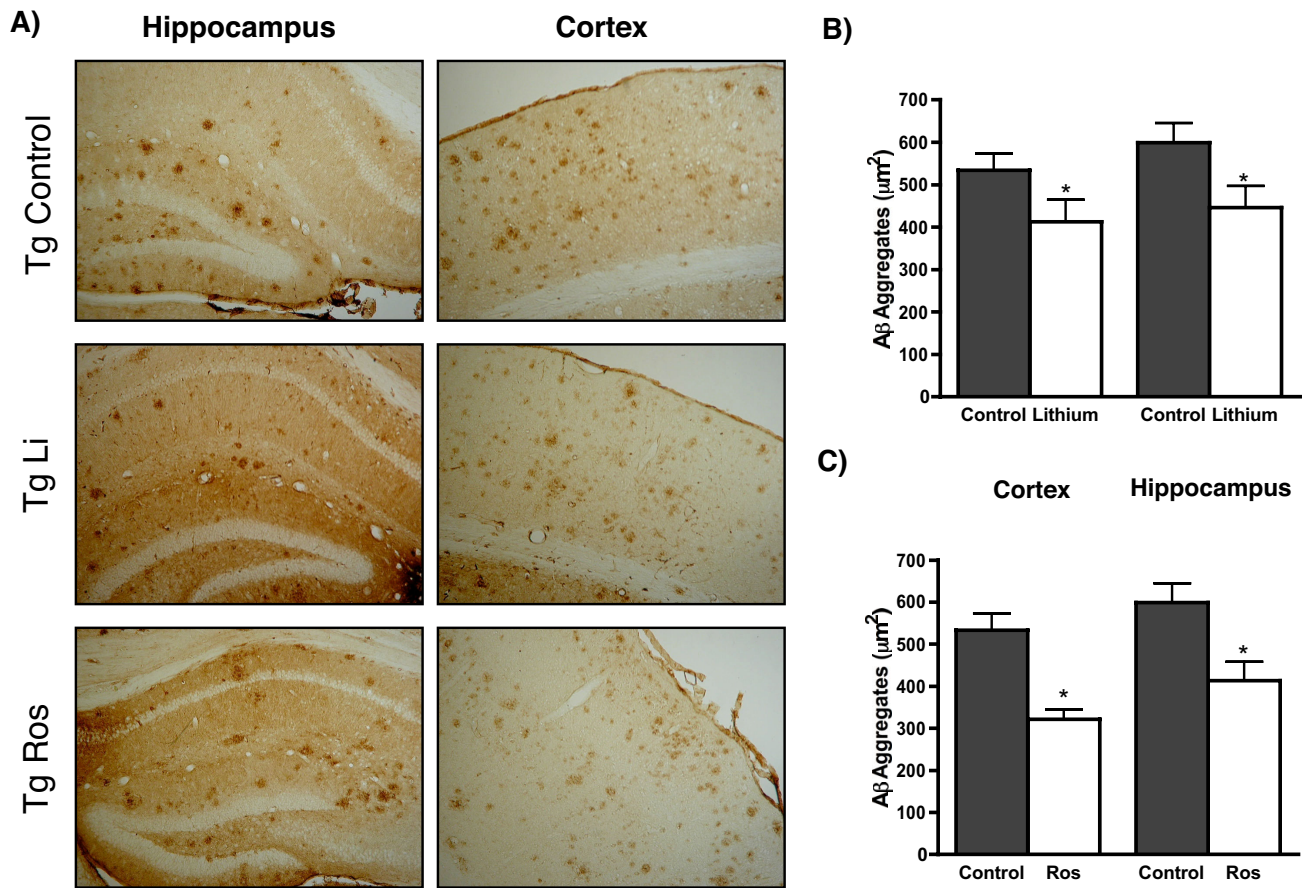 A)
Hippocampus
Cortex
Tg Control
Tg Li
Tg Ros
B)
Aβ Aggregates (μm²)
700
600
500
400
300
200
100
0
*
*
Control Lithium
Control Lithium
C)
Cortex
Hippocampus
Aβ Aggregates (μm²)
700
600
500
400
300
200
100
0
*
*
Control
Ros
Control
Ros